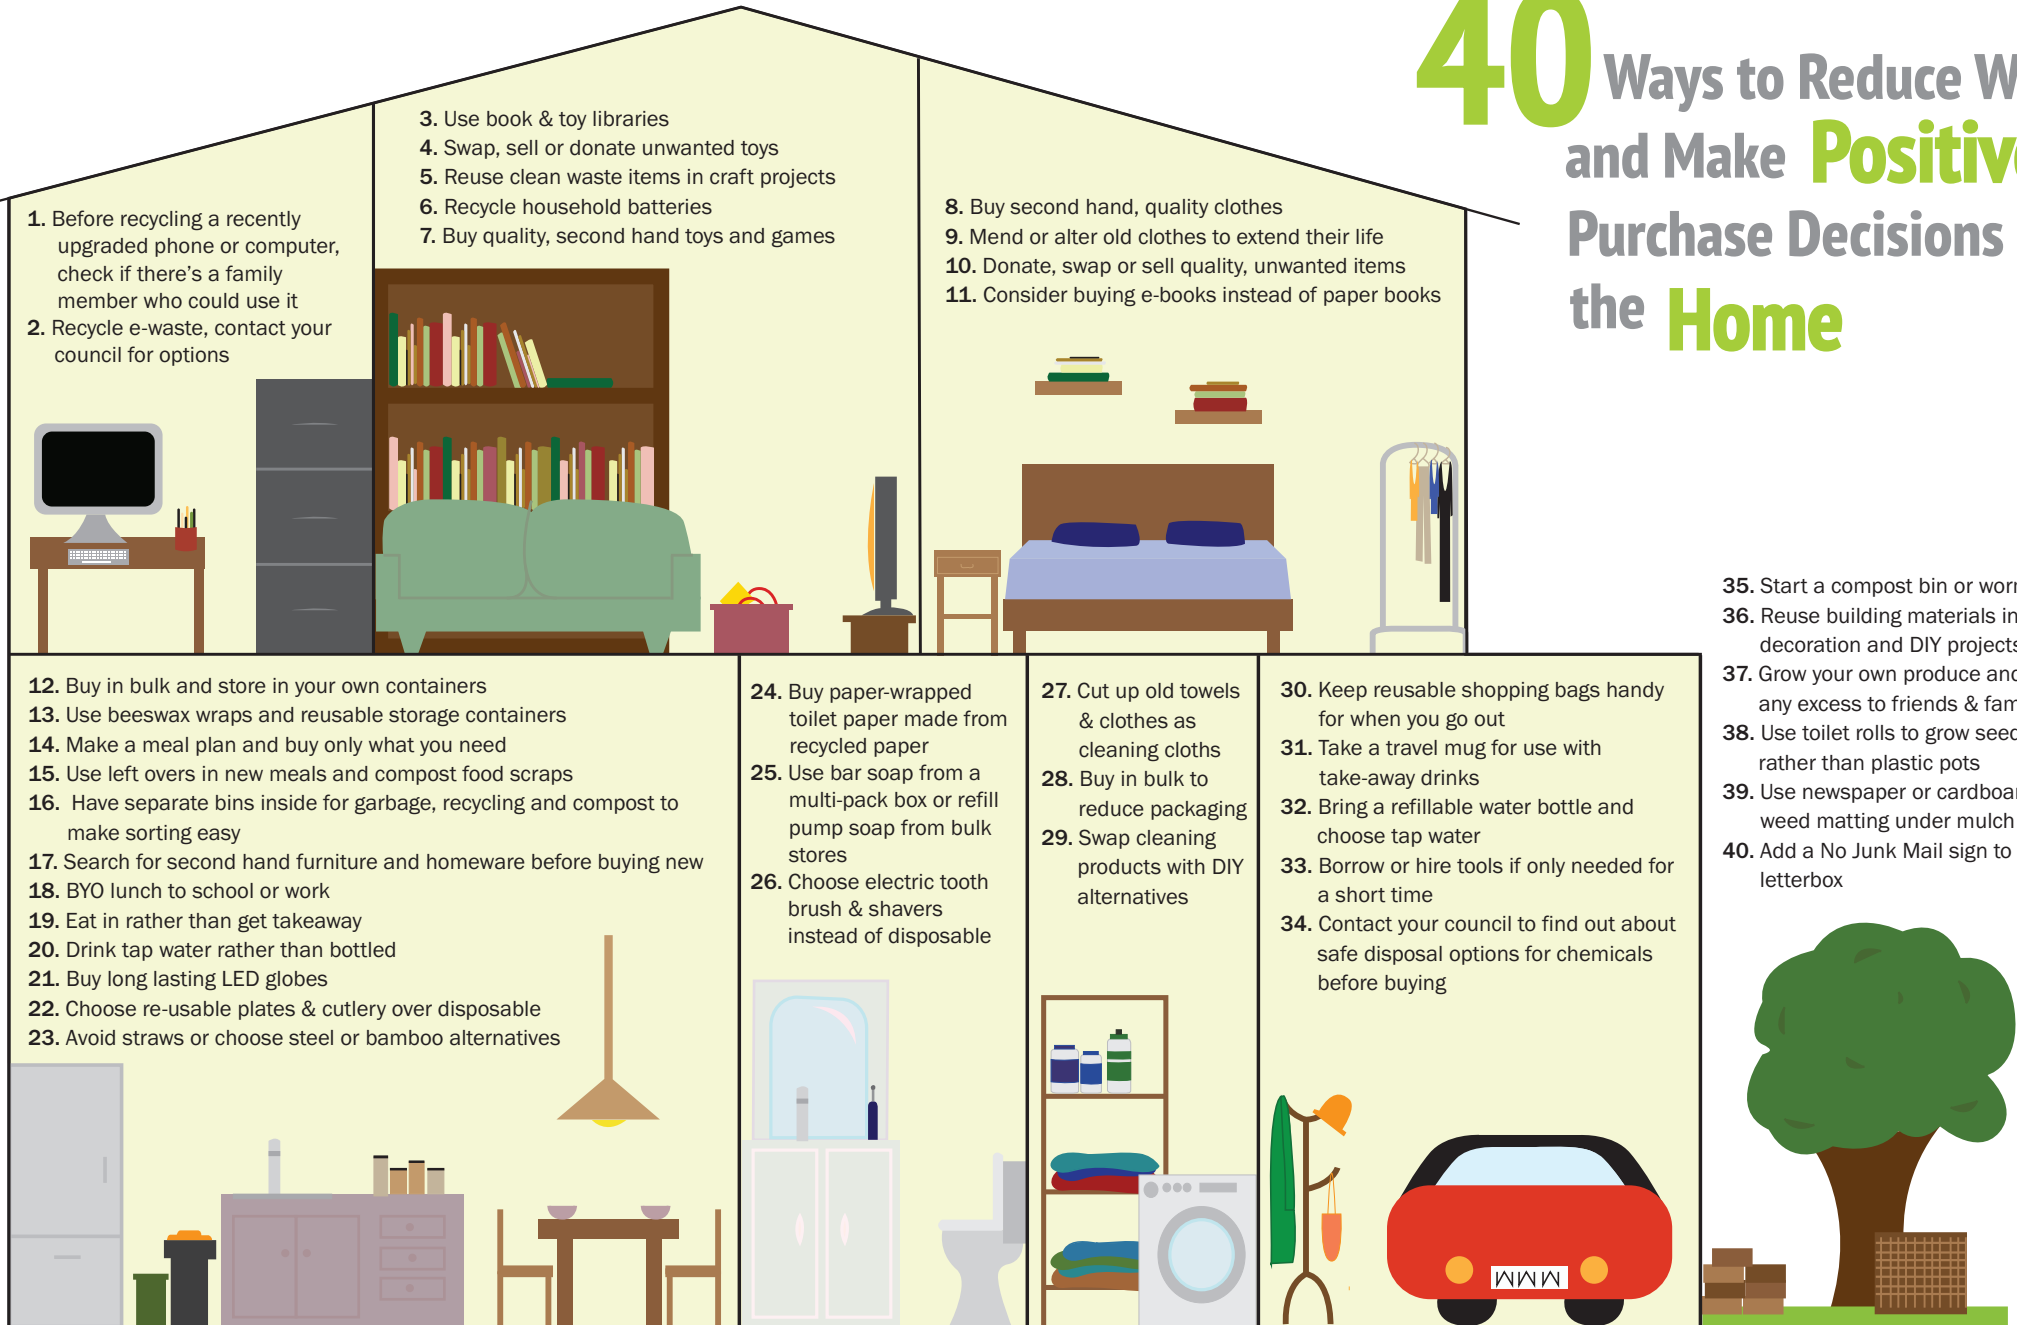 40 Ways to Reduce
and Make Positive
Purchase Decisions
the Home
1. Before recycling a recently
upgraded phone or computer,
check if there's a family
member who could use it
2. Recycle e-waste, contact your
council for options
3. Use book & toy libraries
4. Swap, sell or donate unwanted toys
5. Reuse clean waste items in craft projects
6. Recycle household batteries
7. Buy quality, second hand toys and games
8. Buy second hand, quality clothes
9. Mend or alter old clothes to extend their life
10. Donate, swap or sell quality, unwanted items
11. Consider buying e-books instead of paper books
12. Buy in bulk and store in your own containers
13. Use beeswax wraps and reusable storage containers
14. Make a meal plan and buy only what you need
15. Use left overs in new meals and compost food scraps
16. Have separate bins inside for garbage, recycling and compost to
make sorting easy
17. Search for second hand furniture and homeware before buying new
18. BYO lunch to school or work
19. Eat in rather than get takeaway
20. Drink tap water rather than bottled
21. Buy long lasting LED globes
22. Choose re-usable plates & cutlery over disposable
23. Avoid straws or choose steel or bamboo alternatives
24. Buy paper-wrapped
toilet paper made from
recycled paper
25. Use bar soap from a
multi-pack box or refill
pump soap from bulk
stores
26. Choose electric tooth
brush & shavers
instead of disposable
27. Cut up old towels
& clothes as
cleaning cloths
28. Buy in bulk to
reduce packaging
29. Swap cleaning
products with DIY
alternatives
30. Keep reusable shopping bags handy
for when you go out
31. Take a travel mug for use with
take-away drinks
32. Bring a refillable water bottle and
choose tap water
33. Borrow or hire tools if only needed for
a short time
34. Contact your council to find out about
safe disposal options for chemicals
before buying
35. Start a compost bin or
36. Reuse building materials in
decoration and DIY projects
37. Grow your own produce and
any excess to friends &
38. Use toilet rolls to grow
rather than plastic pots
39. Use newspaper or
weed matting under mulch
40. Add a No Junk Mail sign to
letterbox
WWW